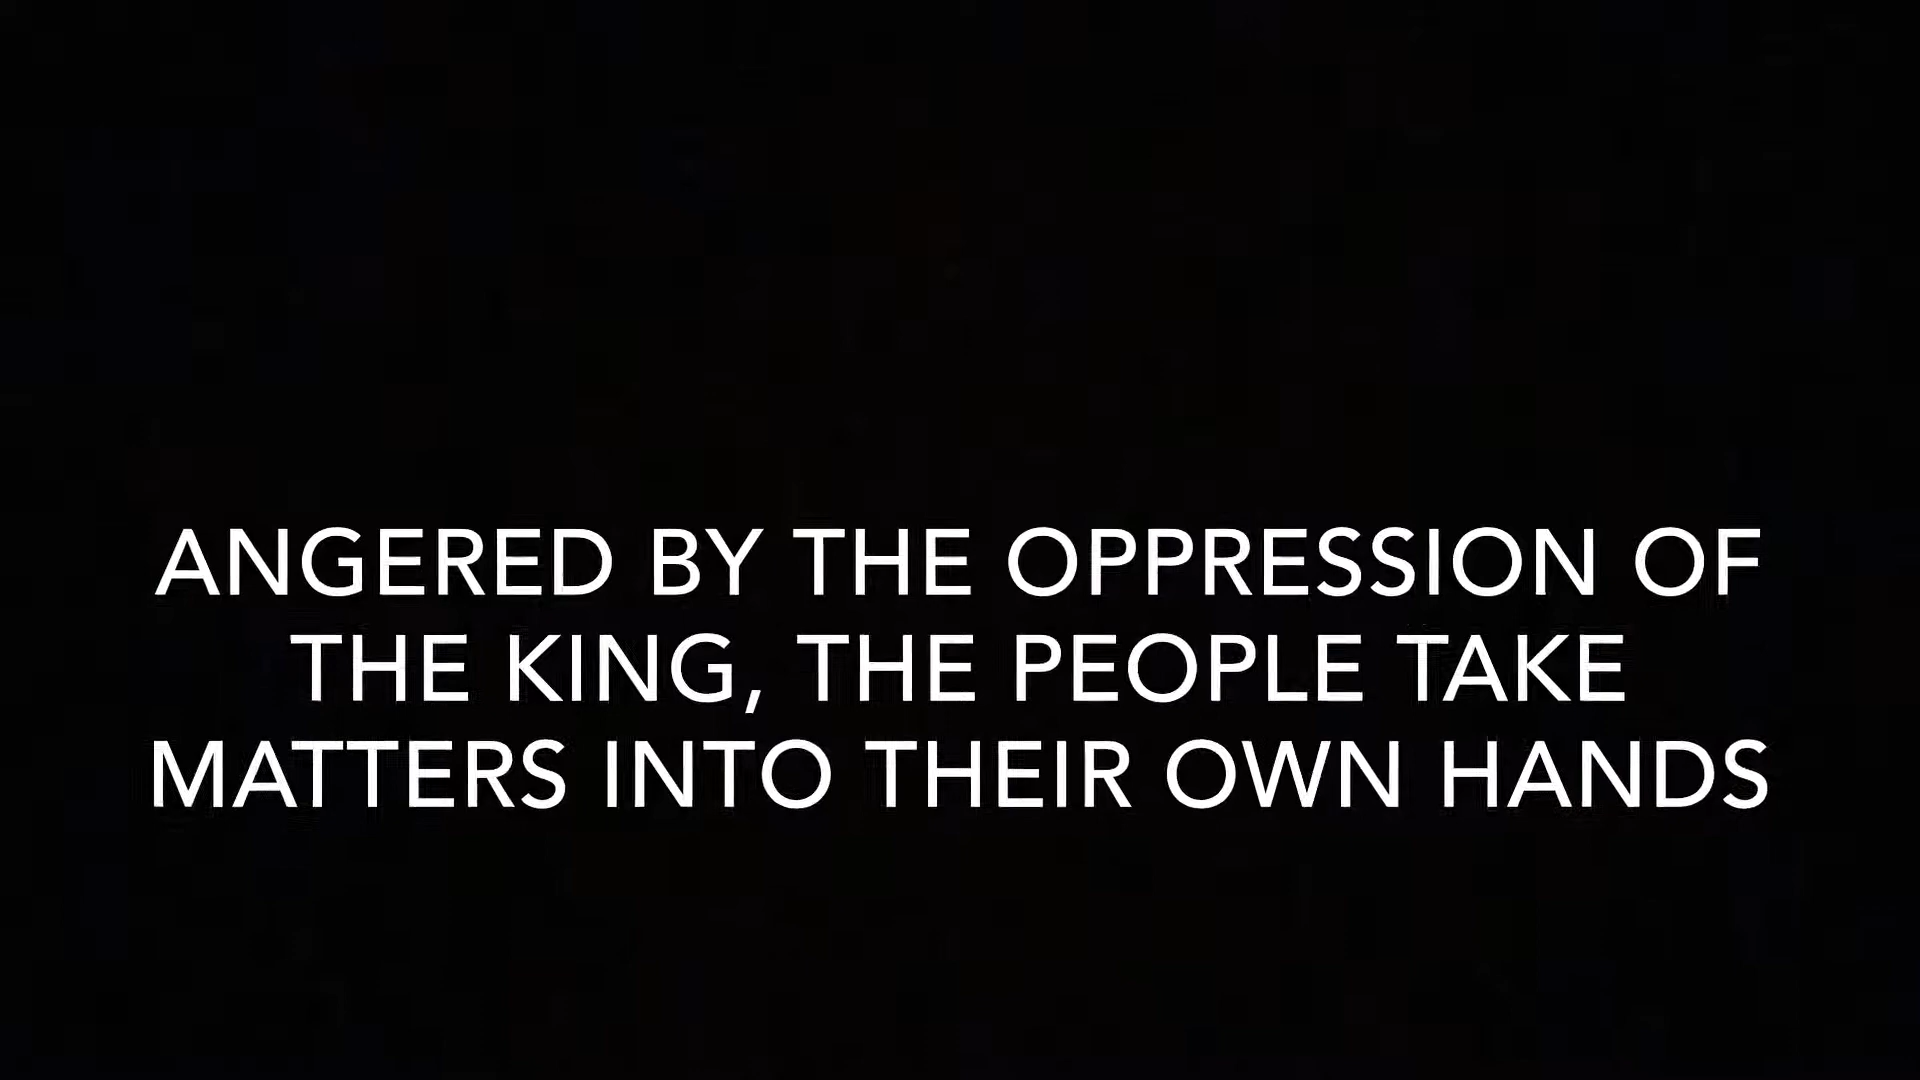 ANGERED BY THE OPPRESSION OF
THE KING, THE PEOPLE TAKE
MATTERS INTO THEIR OWN HANDS